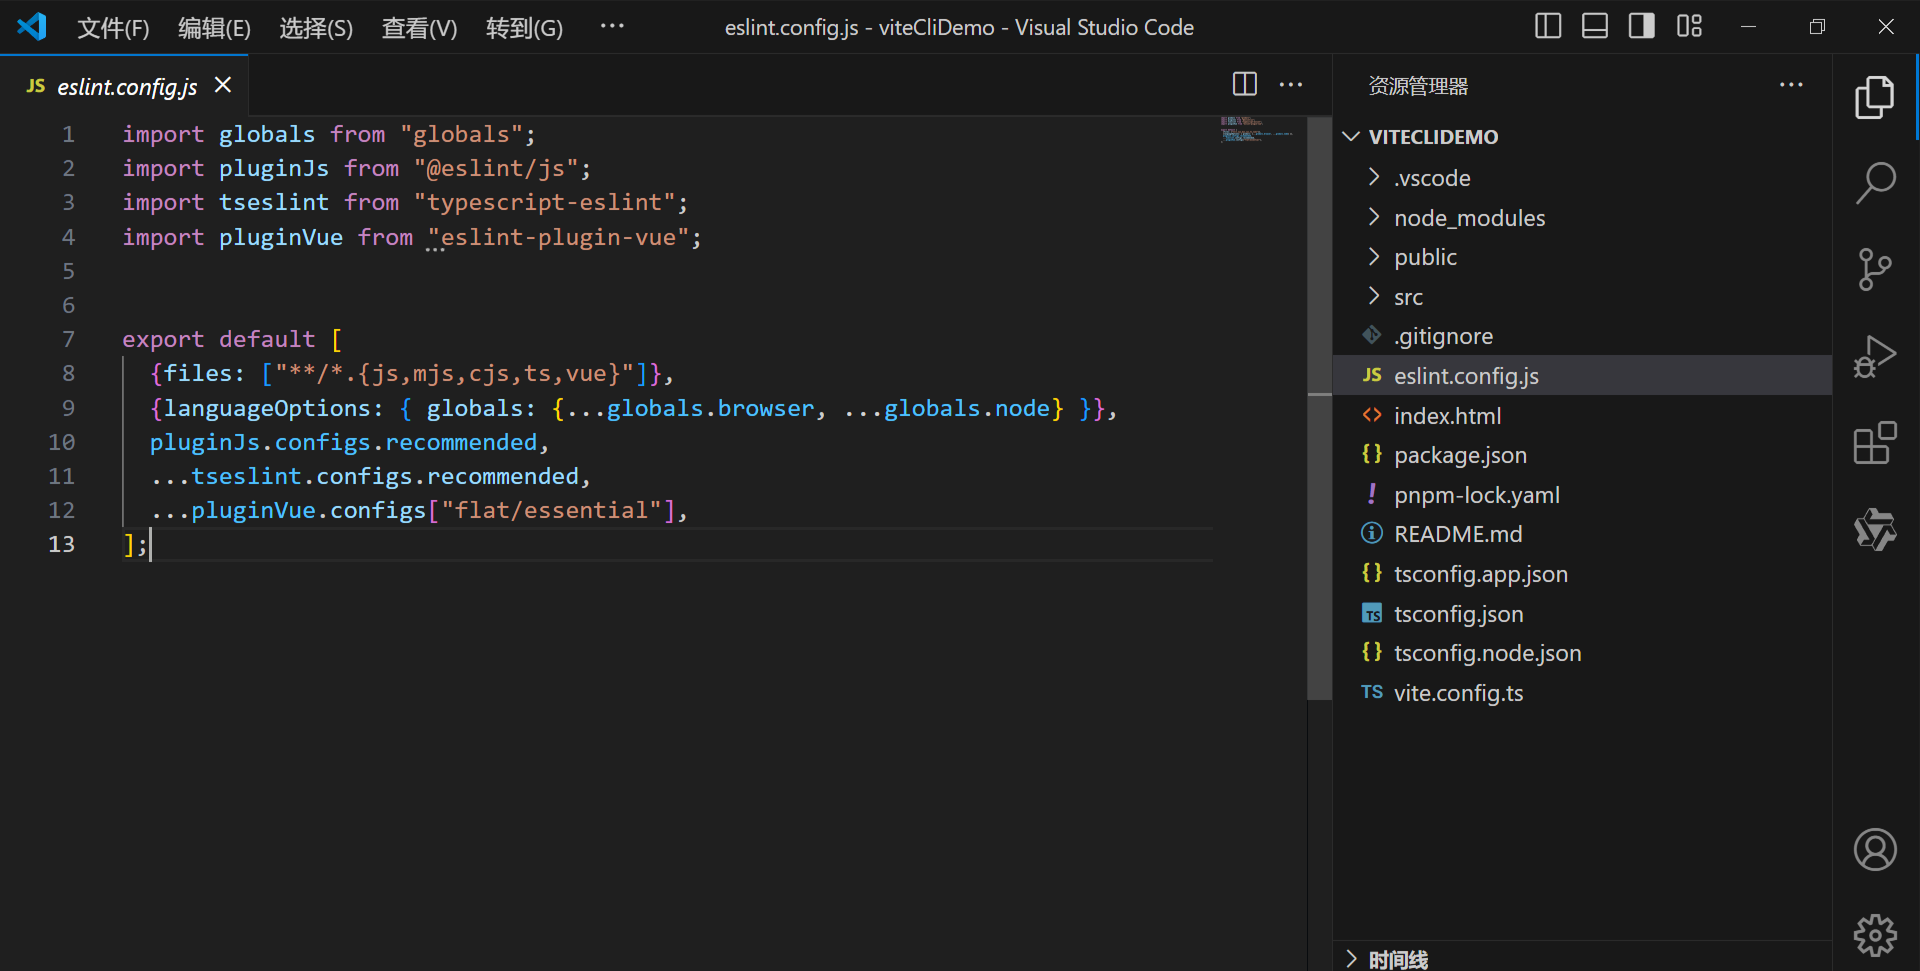 文件(F) 编辑(E) 选择(S) 查看(V) 转到(G) ··· eslint.config.js - viteCliDemo - Visual Studio Code
JS eslint.config.js
1 import globals from "globals";
2 import pluginJs from "@eslint/js";
3 import tseslint from "typescript-eslint";
4 import pluginVue from "eslint-plugin-vue";
5
6
7 export default [
8 {files: ["**/*.{js,mjs,cjs,ts,vue}"]},
9 {languageOptions: { globals: {...globals.browser, ...globals.node} }},
10 pluginJs.configs.recommended,
11 ...tseslint.configs.recommended,
12 ...pluginVue.configs["flat/essential"],
13 ];
资源管理器
VITECLIDEMO
.vscode
node_modules
public
src
.gitignore
JS eslint.config.js
<> index.html
{} package.json
! pnpm-lock.yaml
README.md
{} tsconfig.app.json
TS tsconfig.json
{} tsconfig.node.json
TS vite.config.ts
时间线